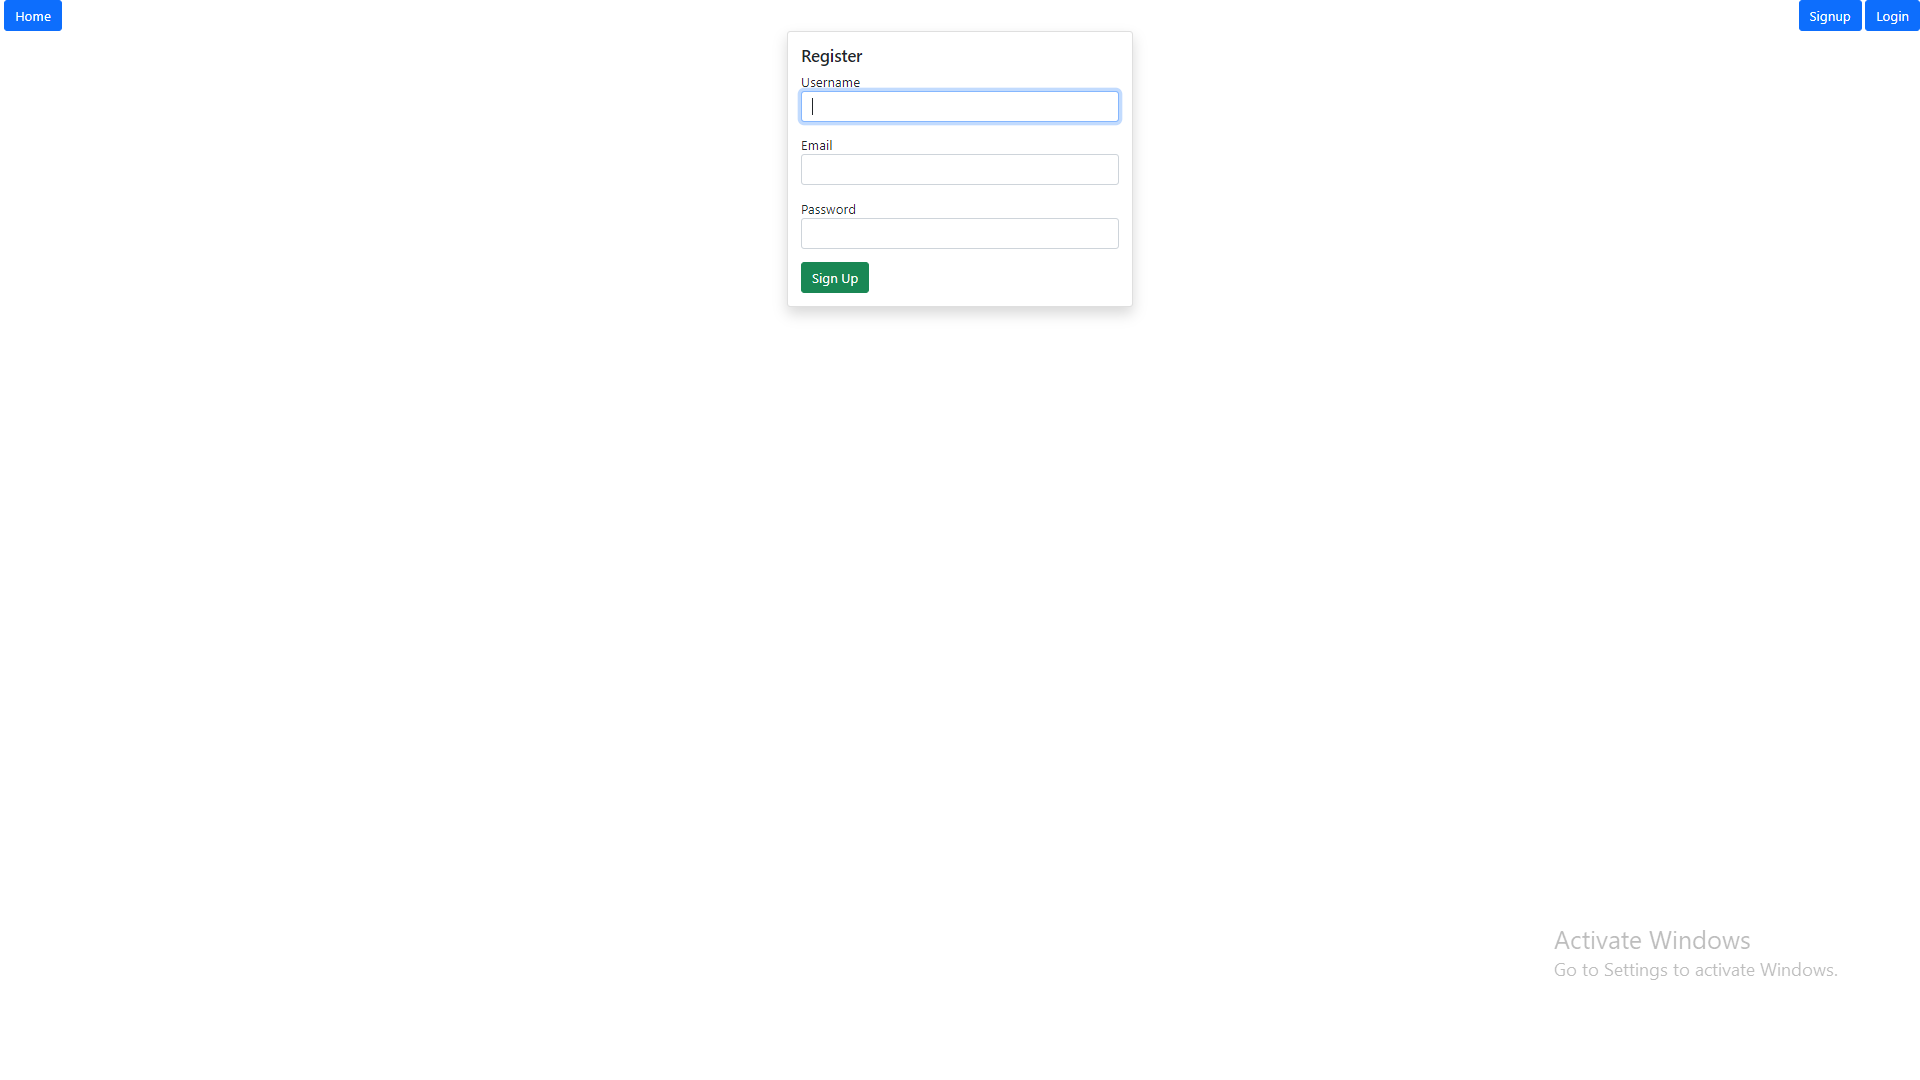 Home
Signup Login
Register
Username
Email
Password
Sign Up
Activate Windows
Go to Settings to activate Windows.